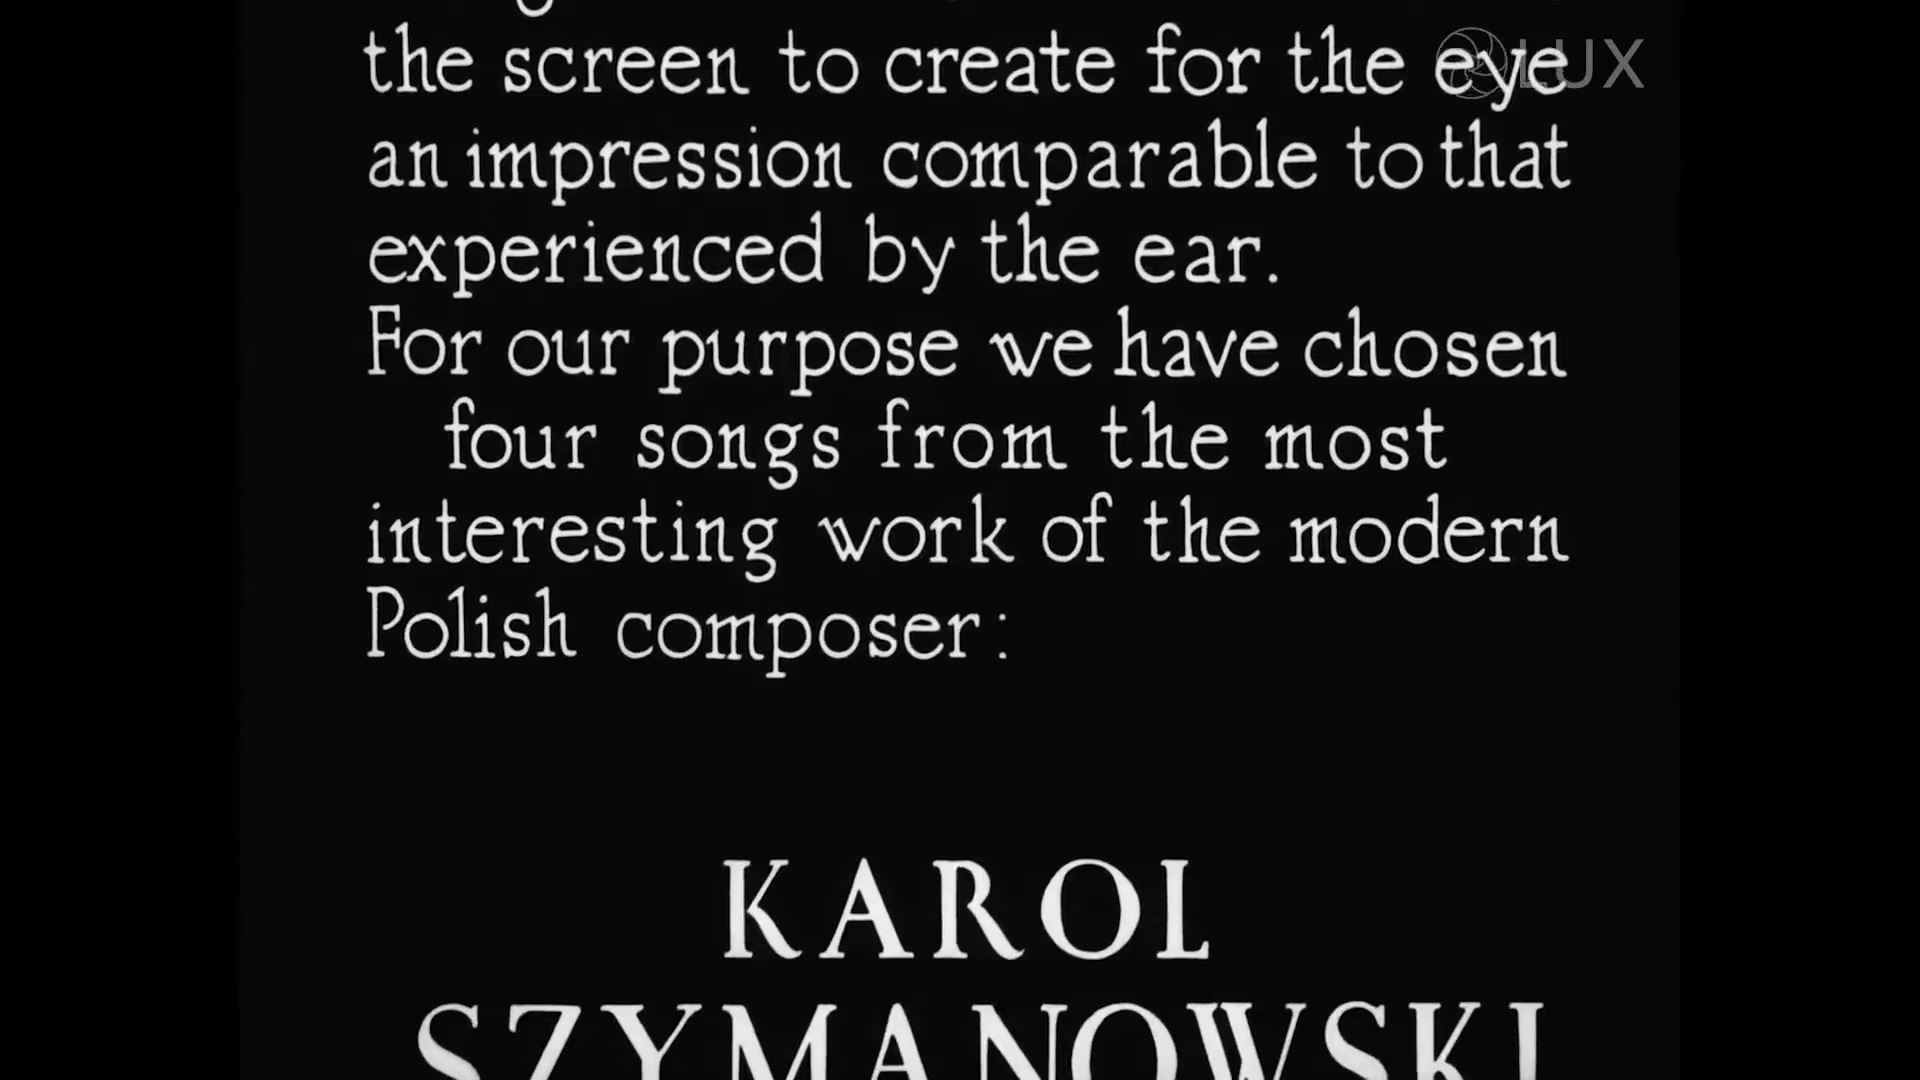 the screen to create for the eye
LUX
an impression comparable to that
experienced by the ear.
For our purpose we have chosen
four songs from the most
interesting work of the modern
Polish composer:
KAROL
SZYMANOWSKI